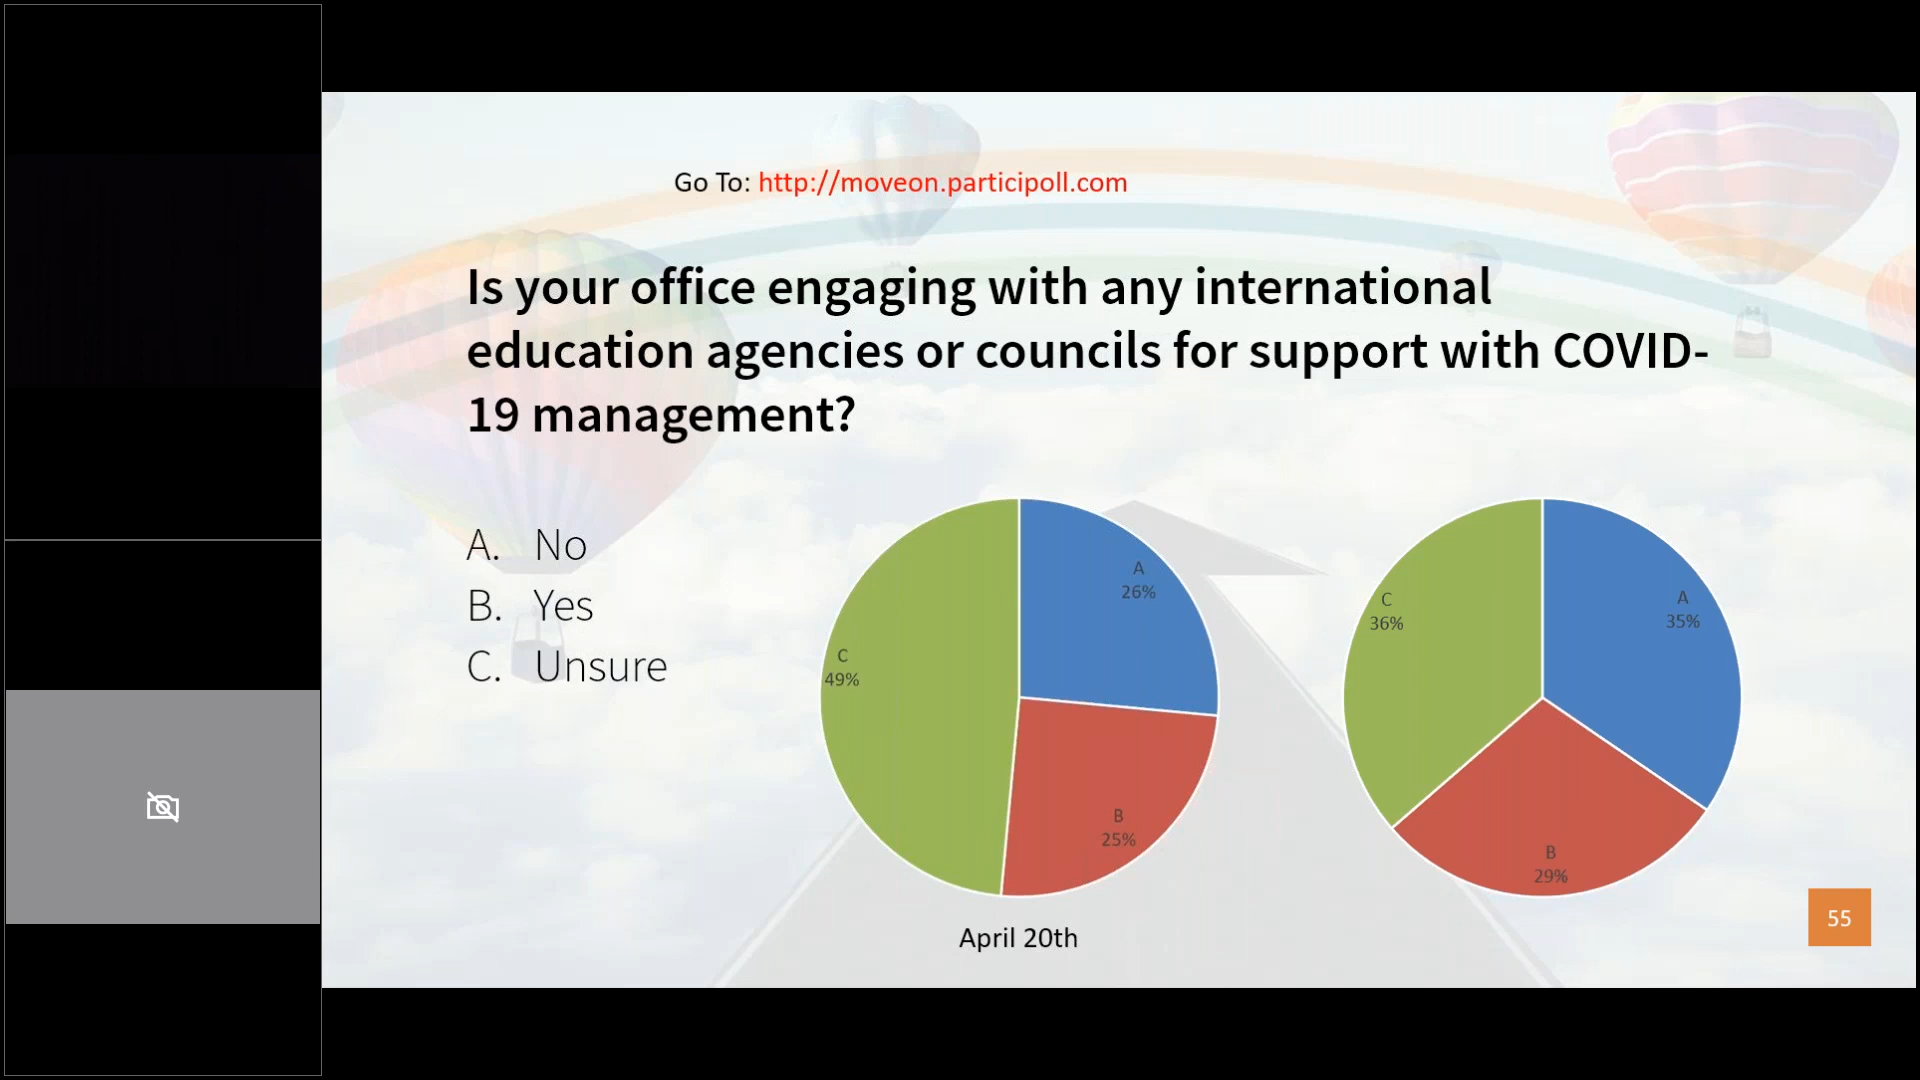 Go To: http://moveon.participoll.com
Is your office engaging with any international
education agencies or councils for support with COVID-
19 management?
A. No
B. Yes
C. Unsure
A
26%
B
25%
C
49%
April 20th
A
35%
B
29%
C
36%
55